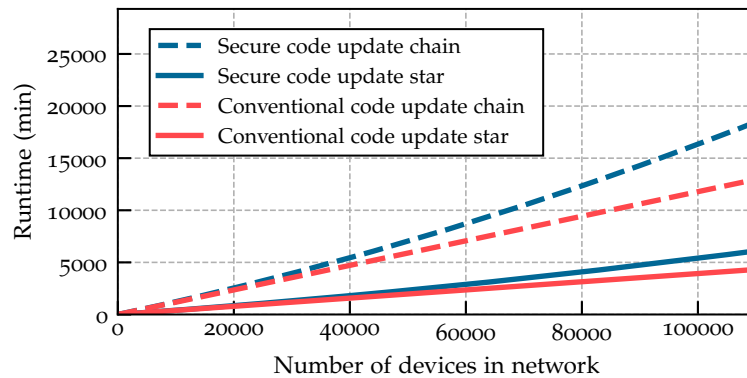 25000
20000
15000
10000
5000
0
Runtime (min)
Secure code update chain
Secure code update star
Conventional code update chain
Conventional code update star
0
20000
40000
60000
80000
100000
Number of devices in network